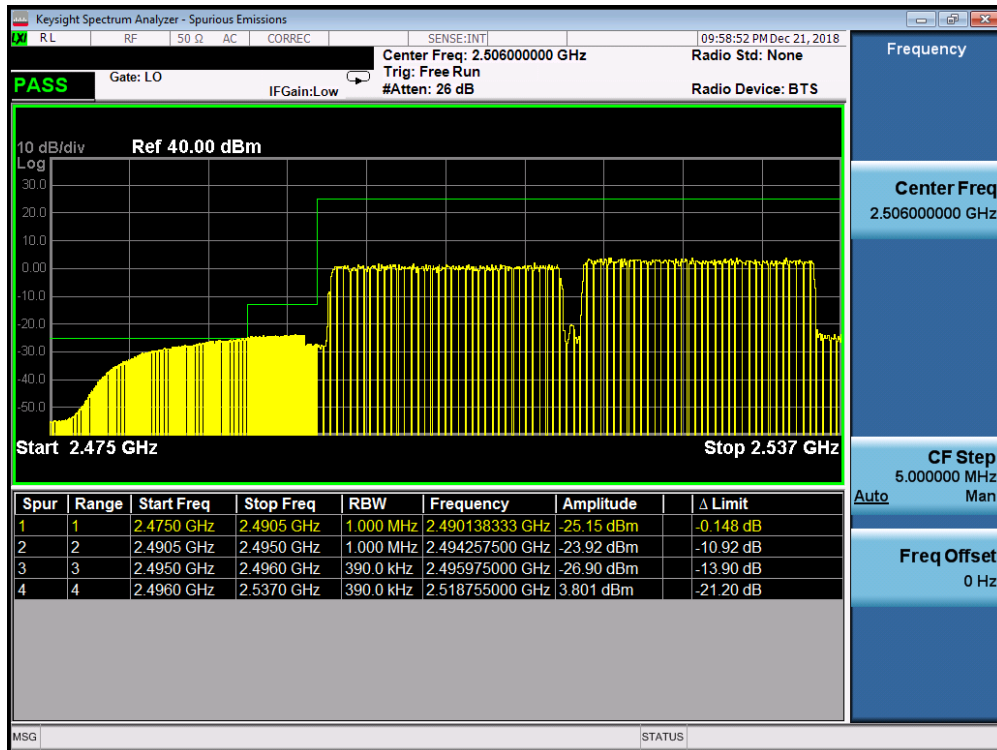 Keysight Spectrum Analyzer - Spurious Emissions
LXI RL RF 50 Ω AC CORREC SENSE:INT 09:58:52 PM Dec 21, 2018
Center Freq: 2.506000000 GHz Radio Std: None
Gate: LO Trig: Free Run
PASS IFGain:Low #Atten: 26 dB Radio Device: BTS
10 dB/div Ref 40.00 dBm
Log
30.0
20.0
10.0
0.00
-10.0
-20.0
-30.0
-40.0
-50.0
Start 2.475 GHz Stop 2.537 GHz
Spur Range Start Freq Stop Freq RBW Frequency Amplitude Δ Limit
1 1 2.4750 GHz 2.4905 GHz 1.000 MHz 2.490138333 GHz -25.15 dBm -0.148 dB
2 2 2.4905 GHz 2.4950 GHz 1.000 MHz 2.494257500 GHz -23.92 dBm -10.92 dB
3 3 2.4950 GHz 2.4960 GHz 390.0 kHz 2.495975000 GHz -26.90 dBm -13.90 dB
4 4 2.4960 GHz 2.5370 GHz 390.0 kHz 2.518755000 GHz 3.801 dBm -21.20 dB
MSG STATUS
Frequency
Center Freq
2.506000000 GHz
CF Step
5.000000 MHz
Auto Man
Freq Offset
0 Hz